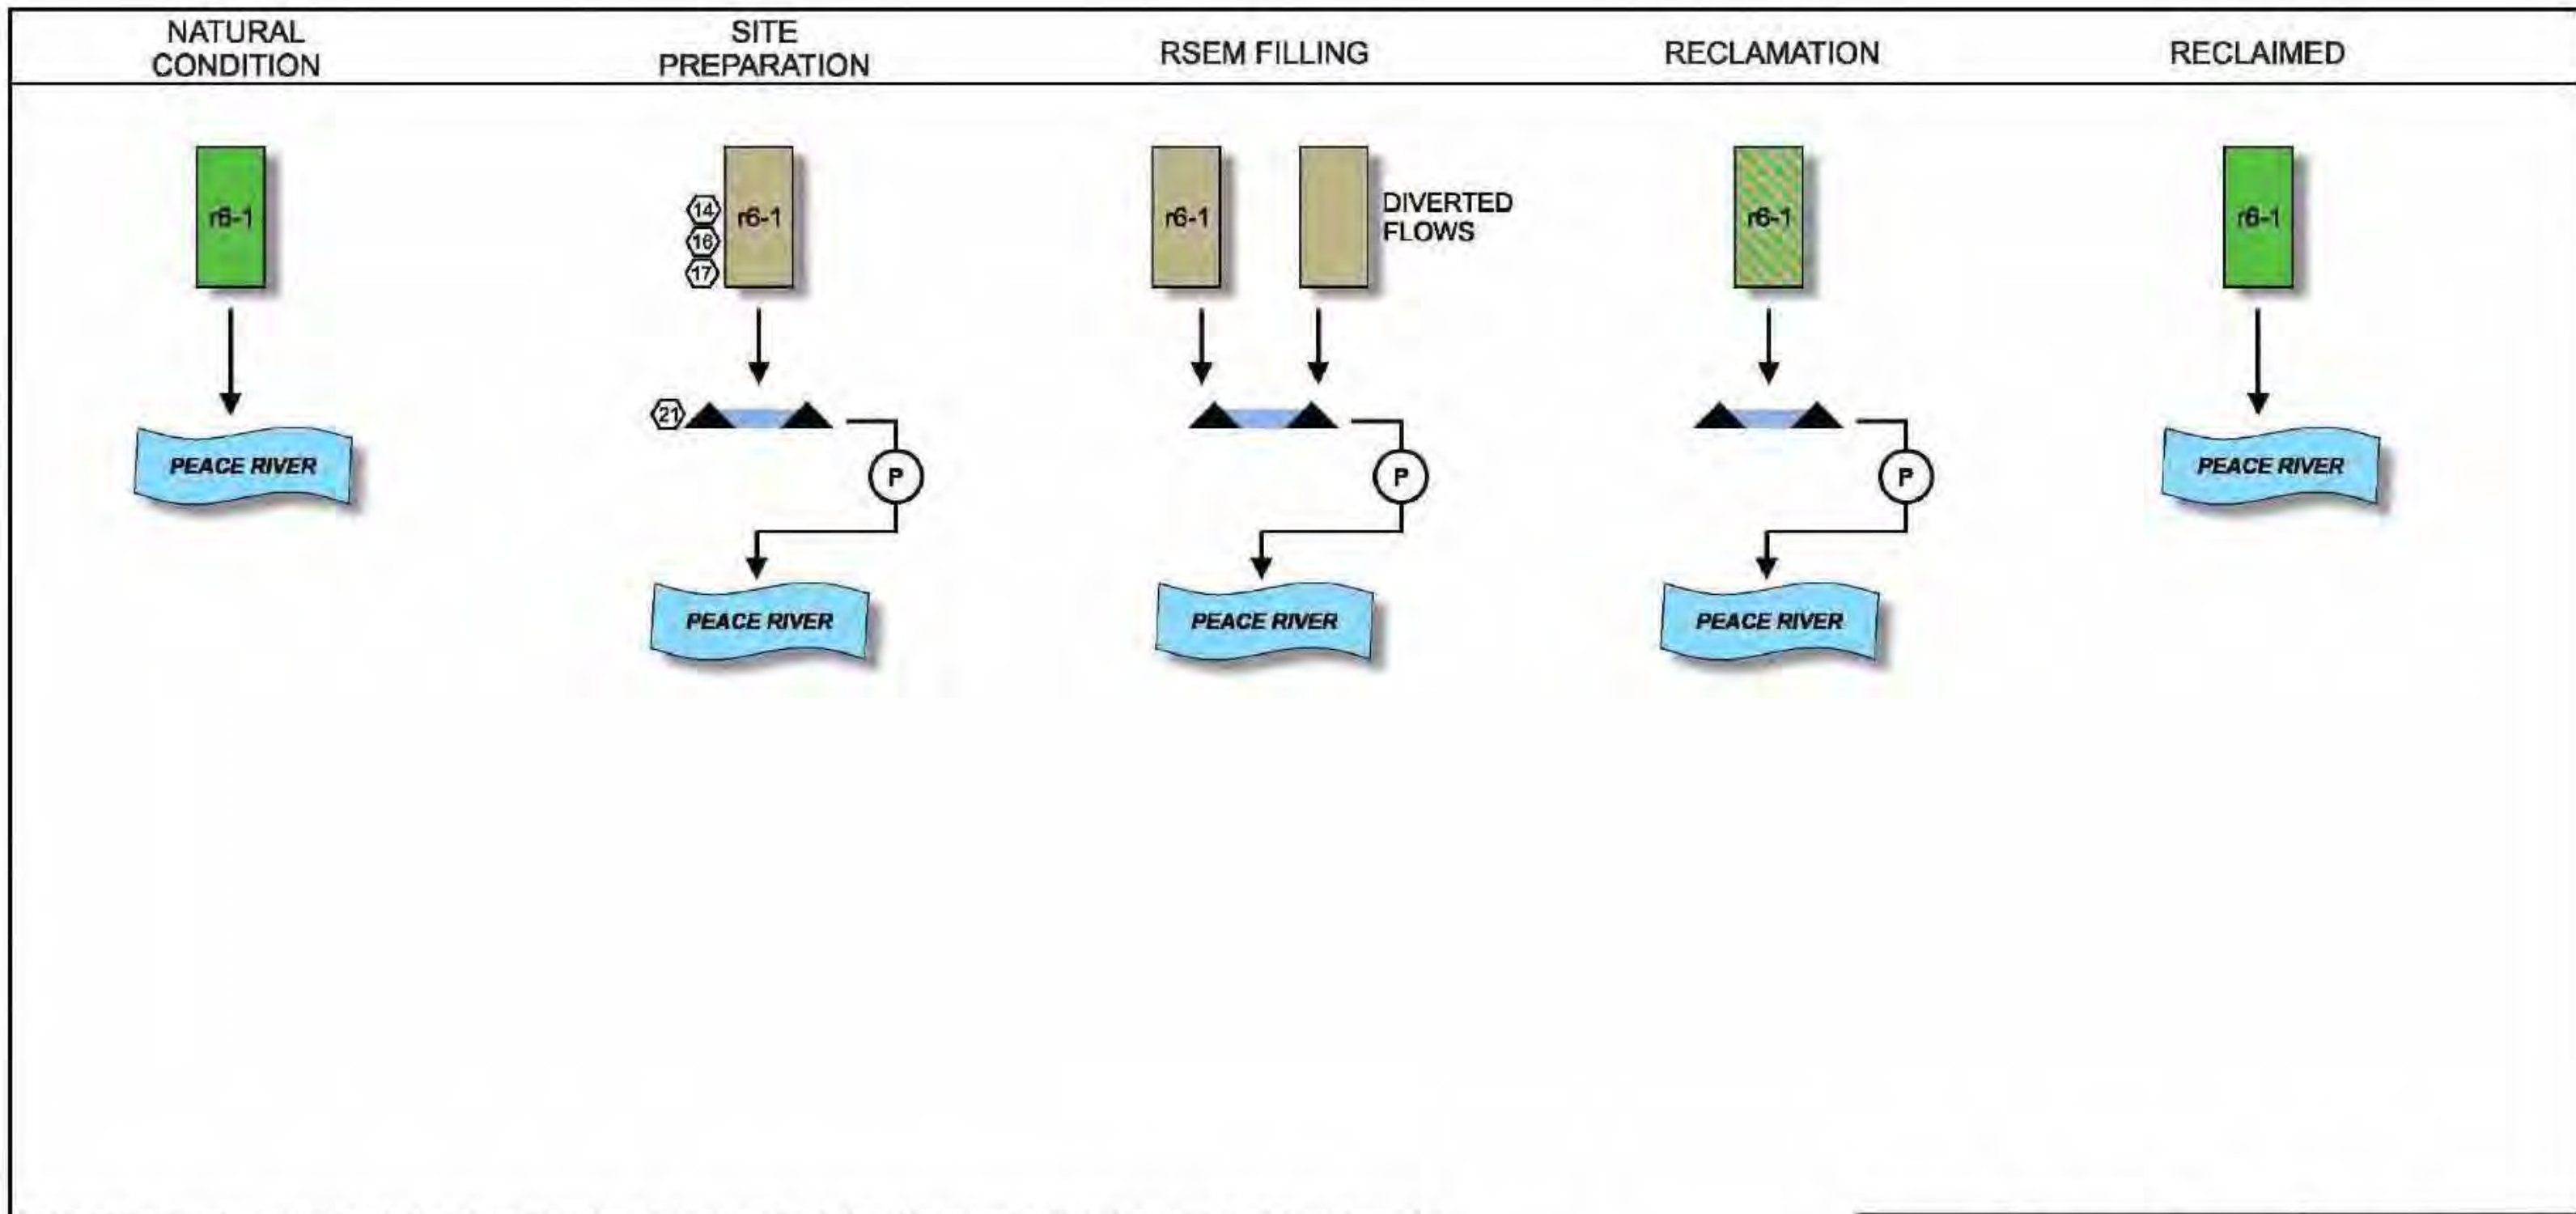 NATURAL
CONDITION
SITE
PREPARATION
RSEM FILLING
RECLAMATION
RECLAIMED
r6-1
14
16
17
r6-1
r6-1
DIVERTED
FLOWS
r6-1
r6-1
21
P
P
P
PEACE RIVER
PEACE RIVER
PEACE RIVER
PEACE RIVER
PEACE RIVER